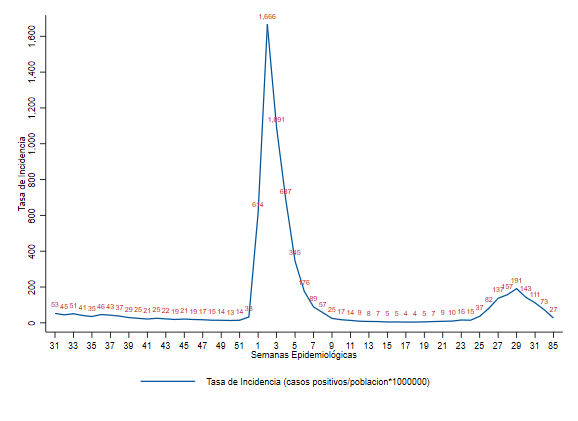 1,666
1,091
687
614
345
176
89
57
53 45 51 41 35 46 43 37 29 25 21 25 22 19 21 19 17 15 14 13 14
25 17 14 9 8 7 5 5 4 4 5 7 9 10 16 15 37 82 137 157 191 143 111 73 27
1,600
1,400
1,200
1,000
800
600
400
200
0
Tasa de Incidencia
31 33 35 37 39 41 43 45 47 49 51 1 3 5 7 9 11 13 15 17 19 21 23 25 27 29 31 85
Semanas Epidemiológicas
Tasa de Incidencia (casos positivos/poblacion*1000000)